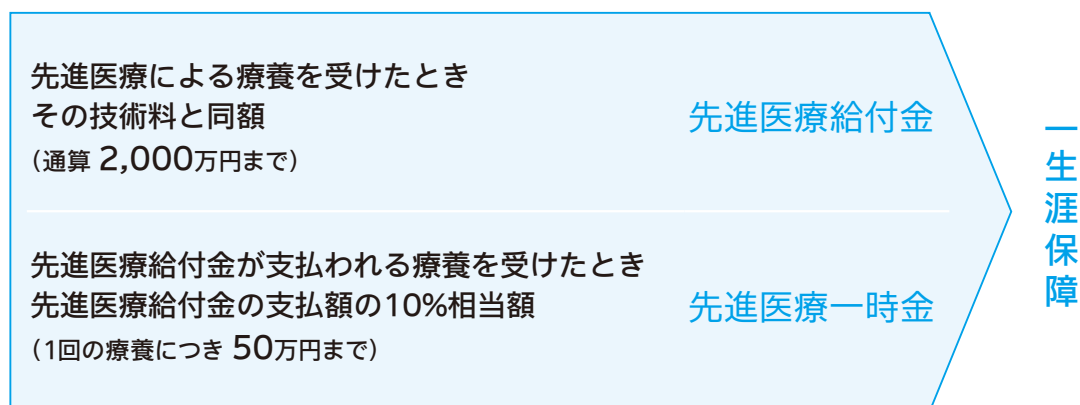 先進医療による療養を受けたとき
その技術料と同額
（通算 2,000万円まで）
先進医療給付金
先進医療給付金が支払われる療養を受けたとき
先進医療給付金の支払額の10%相当額
（1回の療養につき 50万円まで）
先進医療一時金
一生涯保障